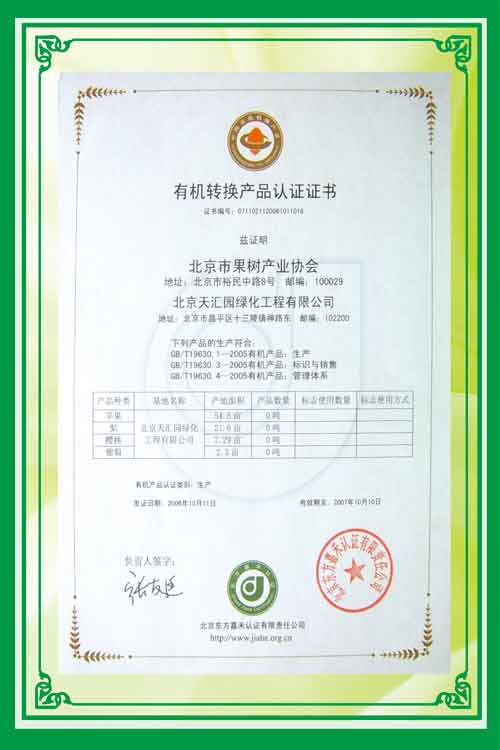 有机转换产品认证证书
证书编号: 0711021120061011016
兹证明
北京市果树产业协会
地址: 北京市裕民中路8号 邮编: 100029
北京天汇园绿化工程有限公司
地址: 北京市昌平区十三陵镇神路东 邮编: 102200
下列产品的生产符合:
GB/T19630.1—2005有机产品: 生产
GB/T19630.3—2005有机产品: 标识与销售
GB/T19630.4—2005有机产品: 管理体系
产品种类 基地名称 产地面积 产品数量 标志使用数量 标志使用方式
苹果 54.8亩 0吨
梨 北京天汇园绿化 21.6亩 0吨
樱桃 工程有限公司 7.29亩 0吨
葡萄 2.3亩 0吨
有机产品认证类别: 生产
发证日期: 2006年10月11日 有效期至: 2007年10月10日
负责人签字:
北京东方嘉禾认证有限责任公司
北京东方嘉禾认证有限责任公司
http://www.jiahe.org.cn